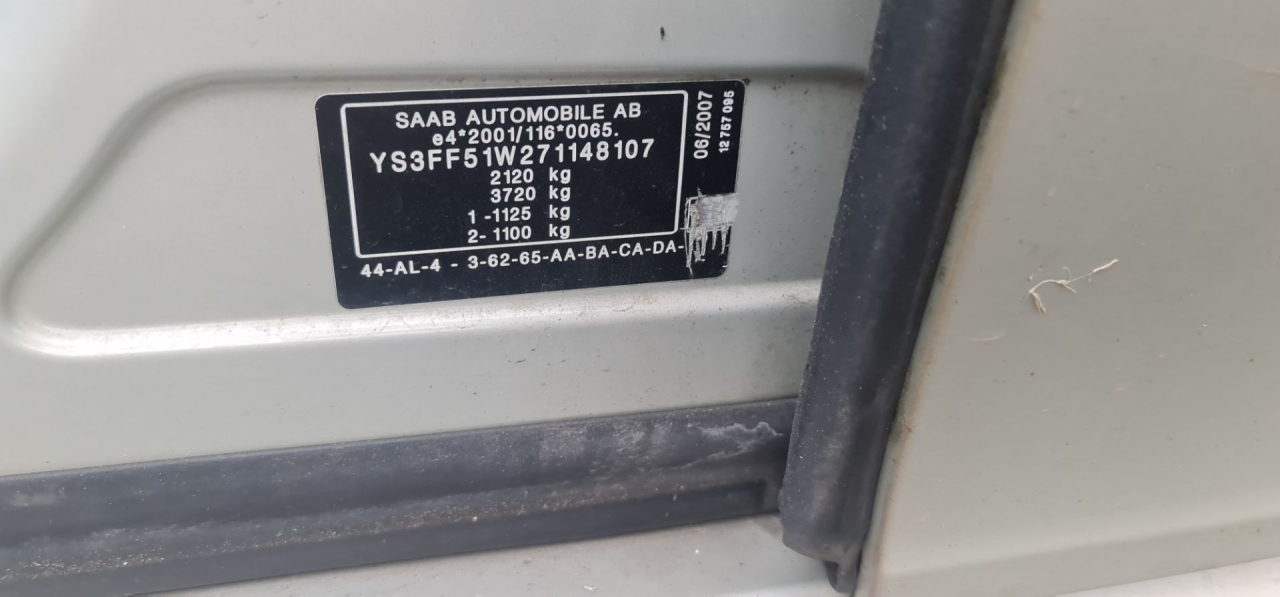 SAAB AUTOMOBILE AB
e4*2001/116*0065.
YS3FF51W271148107
2120 kg
3720 kg
1 -1125 kg
2- 1100 kg
44-AL-4 - 3-62-65-AA-BA-CA-DA-
06/2007
12 757 095